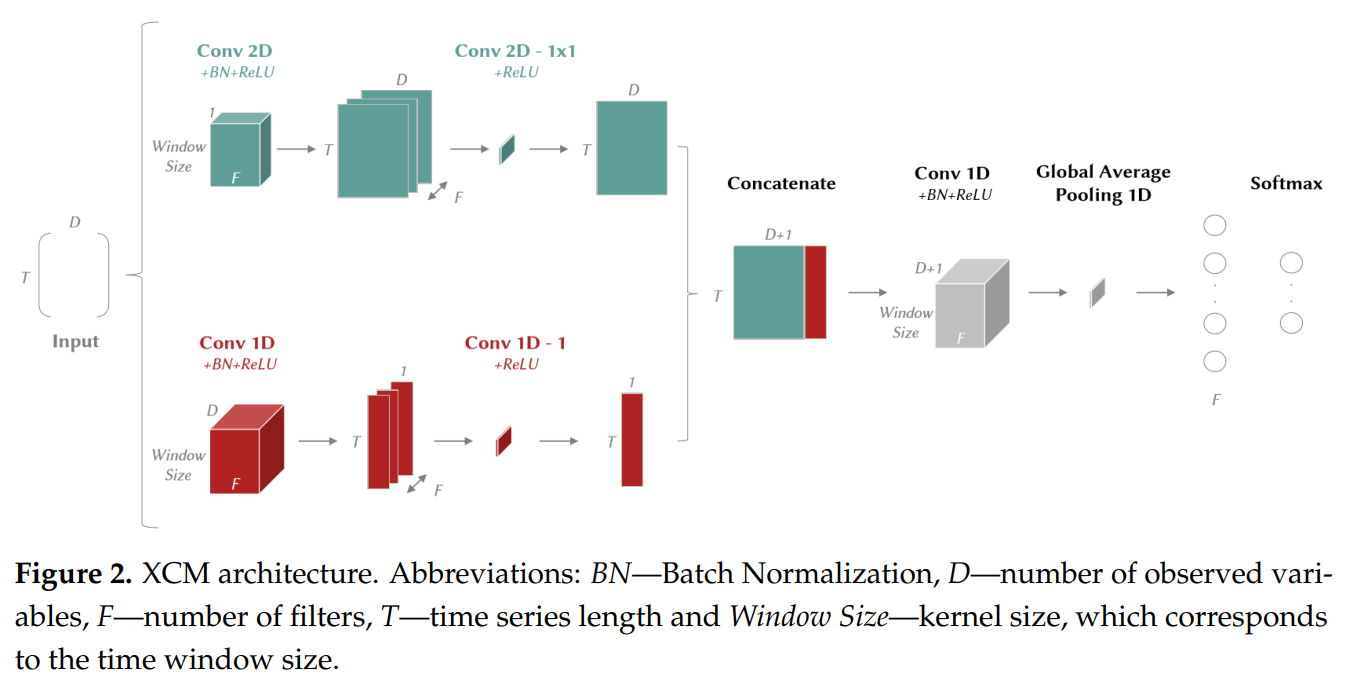 Conv 2D
+BN+ReLU
1
Window
Size
F
T
D
F
Conv 2D - 1x1
+ReLU
D
T
D
T
Input
Conv 1D
+BN+ReLU
D
Window
Size
F
T
1
F
Conv 1D - 1
+ReLU
1
T
Concatenate
D+1
T
Conv 1D
+BN+ReLU
D+1
Window
Size
F
Global Average
Pooling 1D
F
Softmax
Figure 2. XCM architecture. Abbreviations: BN—Batch Normalization, D—number of observed vari-
ables, F—number of filters, T—time series length and Window Size—kernel size, which corresponds
to the time window size.